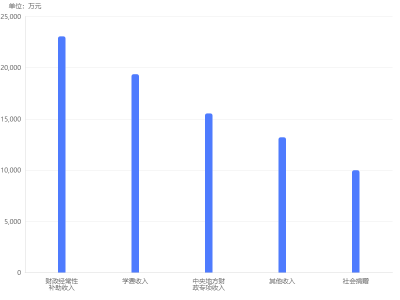 单位：万元
25,000
20,000
15,000
10,000
5,000
0
财政经常性
补助收入
学费收入
中央地方财
政专项收入
其他收入
社会捐赠